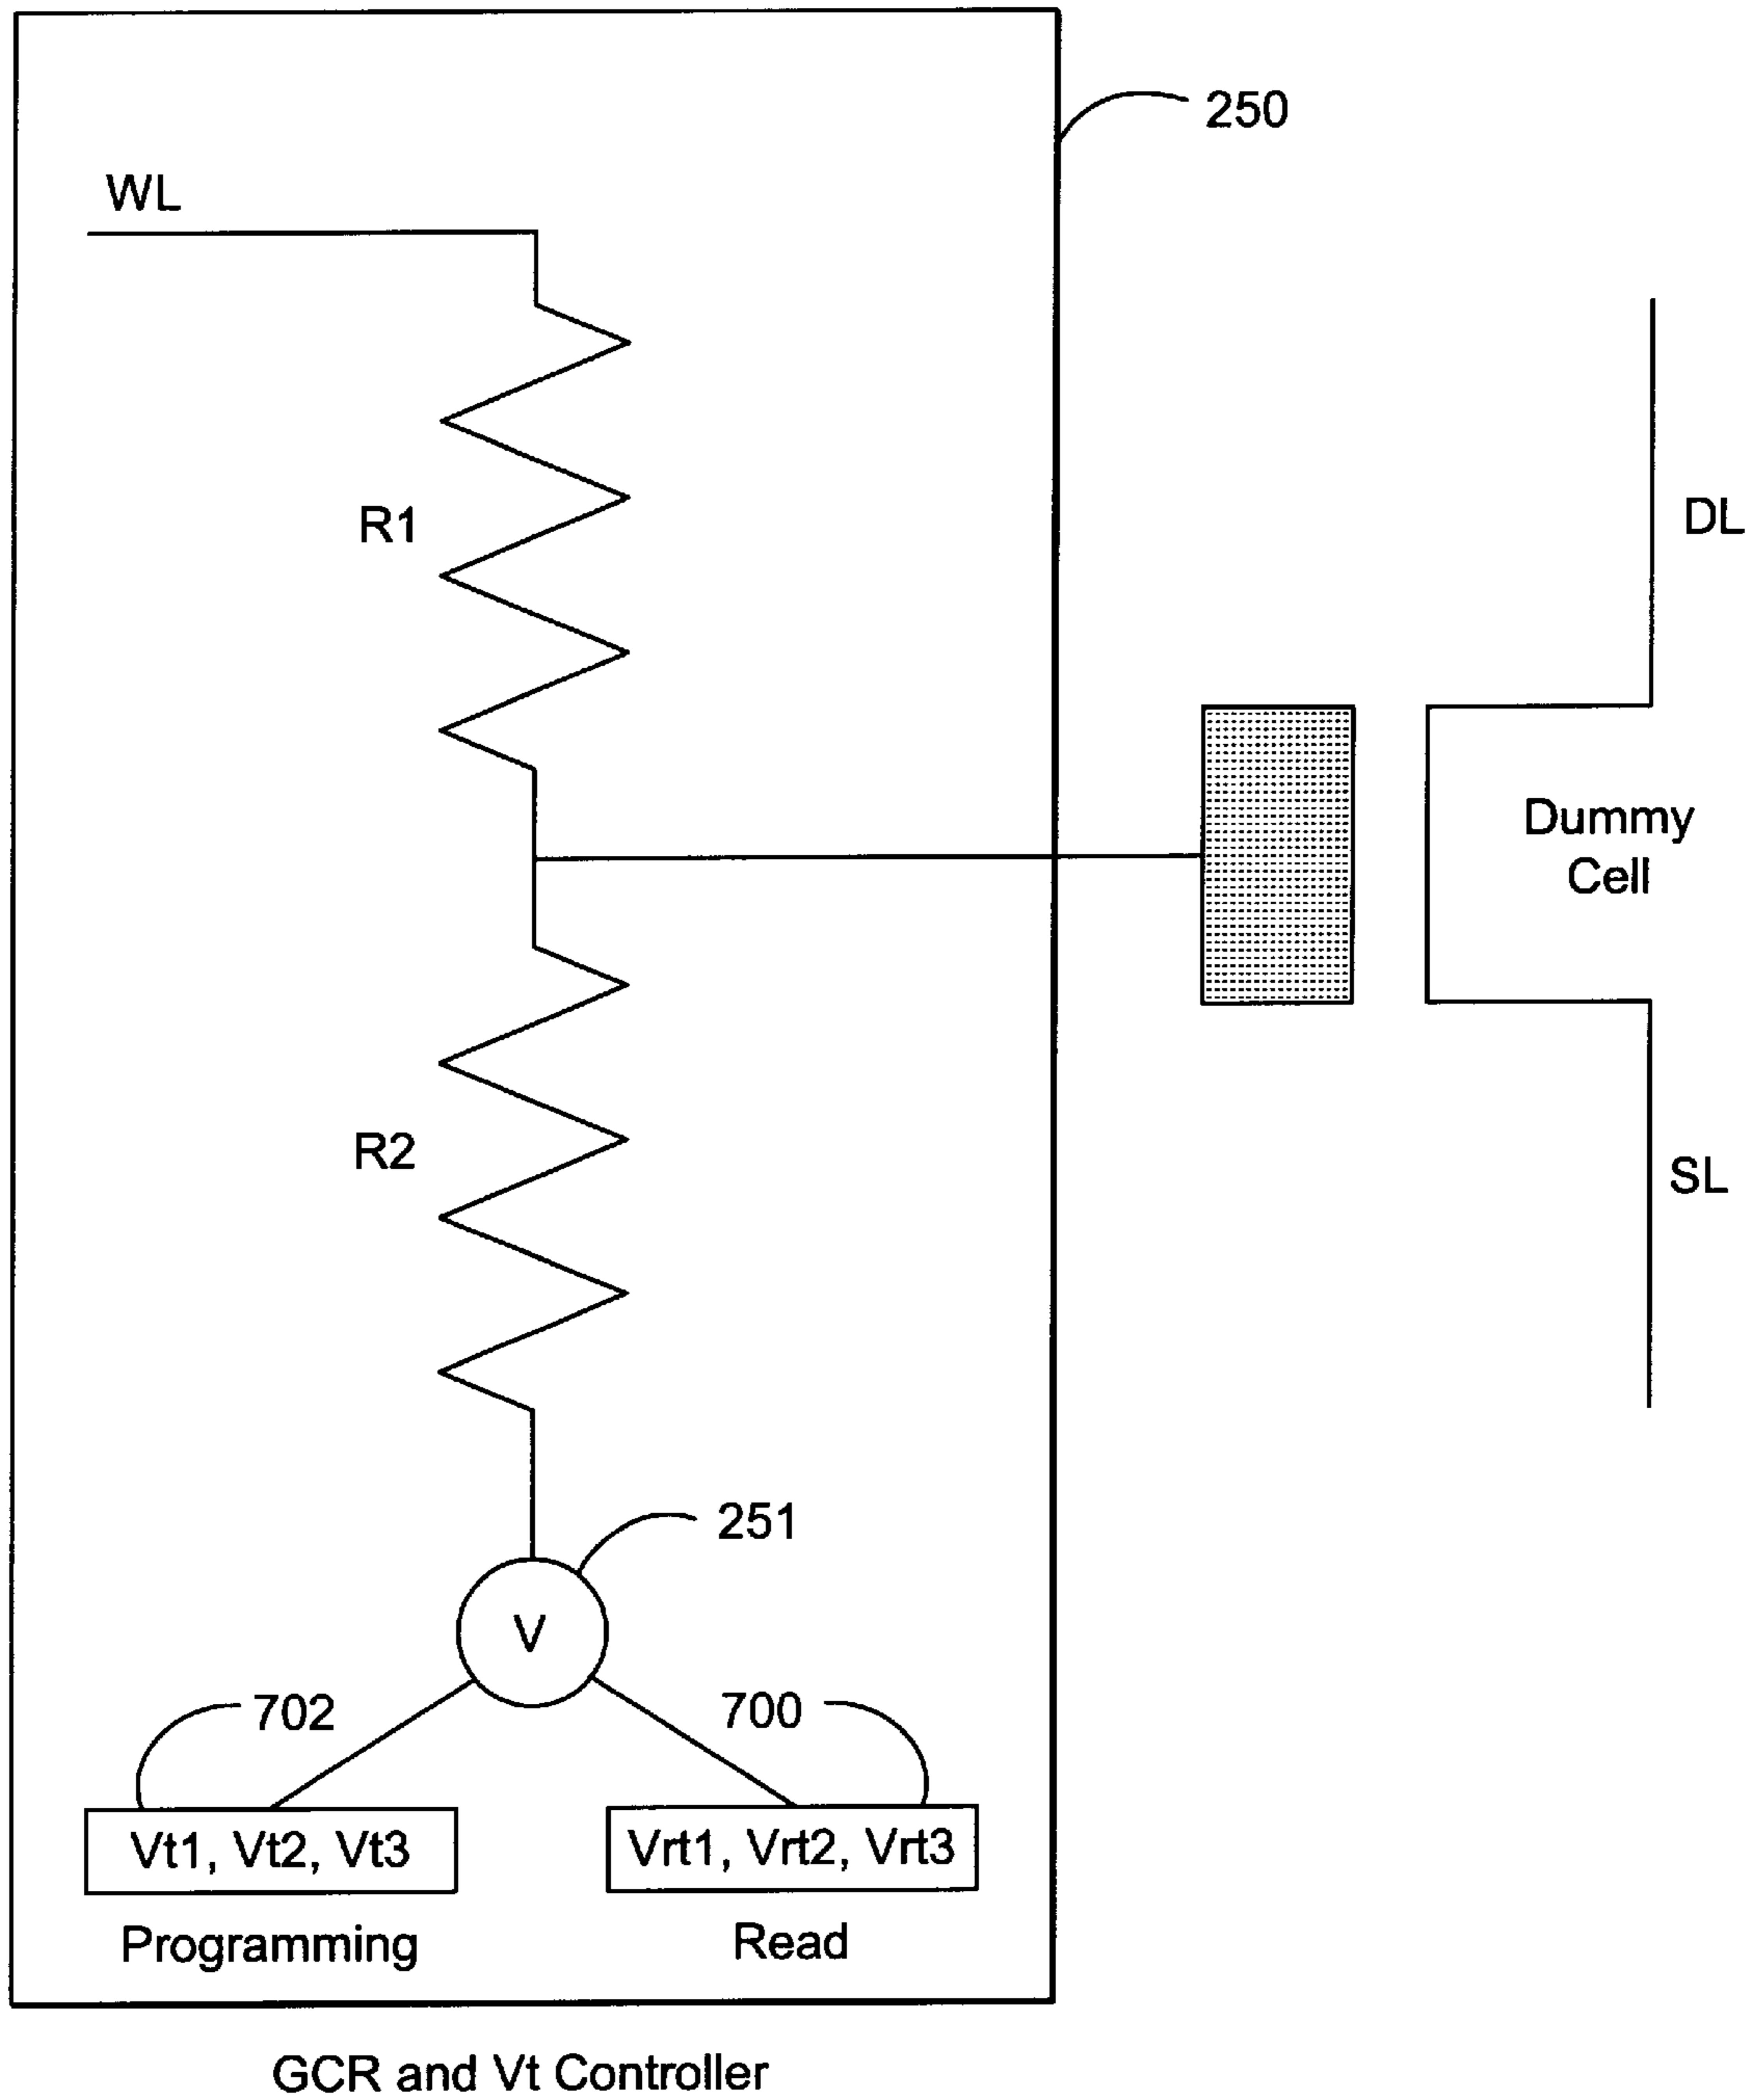 250
WL
R1
DL
Dummy
Cell
R2
SL
251
V
702
700
Vt1, Vt2, Vt3
Vrt1, Vrt2, Vrt3
Programming
Read
GCR and Vt Controller